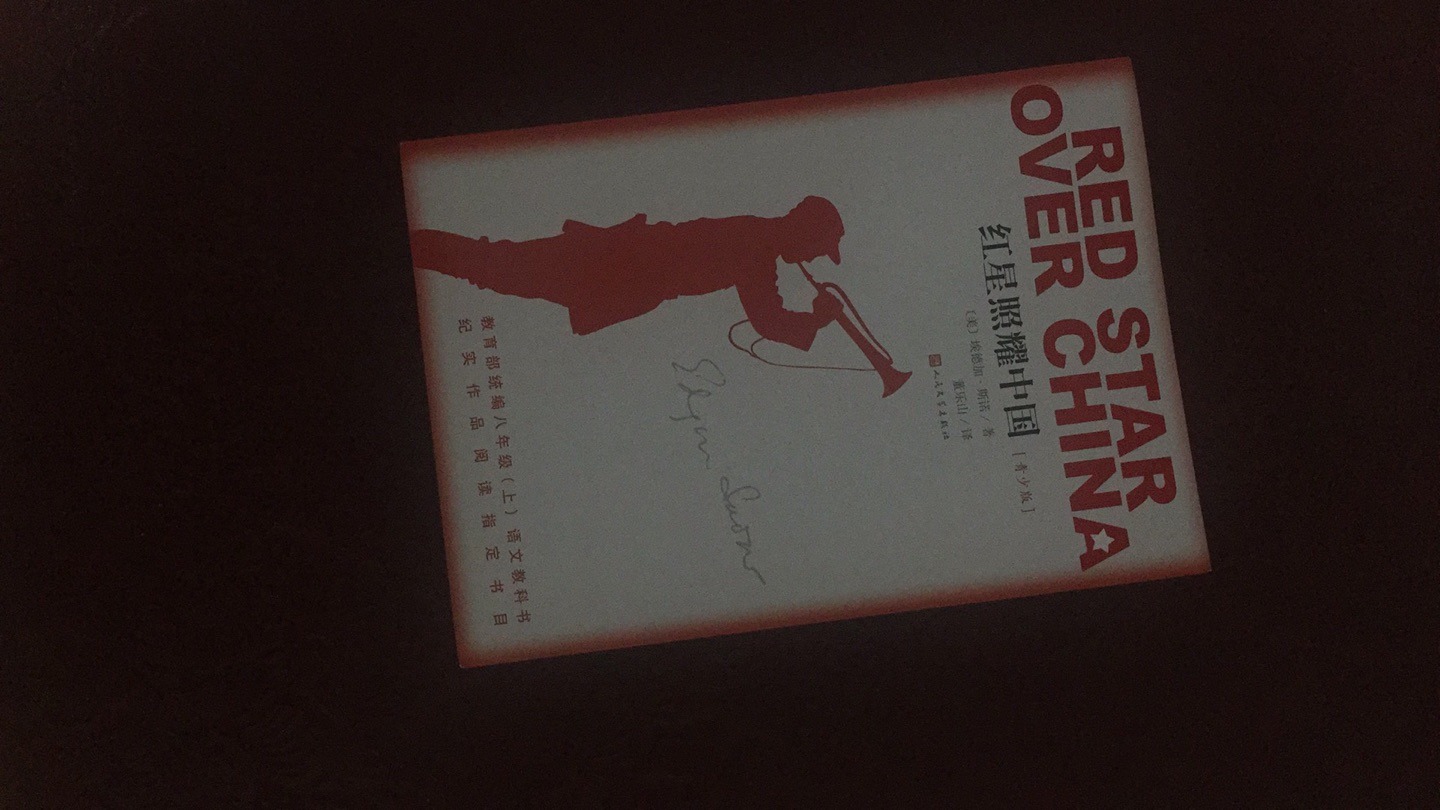 RED STAR
OVER CHINA
红星照耀中国 [青少版]
〔美〕埃德加·斯诺/著
董乐山/译
人民文学出版社
Edgar Snow
教育部统编八年级(上)语文教科书
纪实作品阅读指定书目